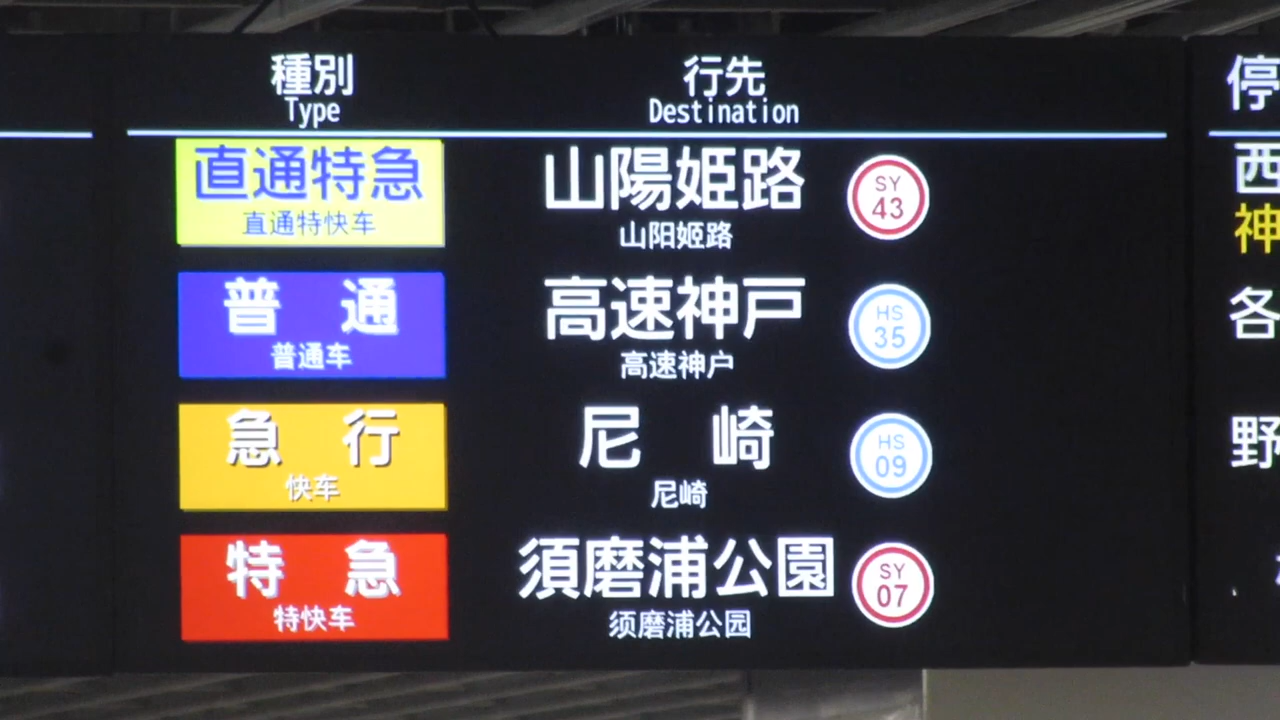 種別 行先 停
Type Destination
直通特急 山陽姫路 SY 43 西
直通特快车 山阳姬路 神
普 通 高速神戸 HS 35 各
普通车 高速神户
急 行 尼 崎 HS 09 野
快车 尼崎
特 急 須磨浦公園 SY 07
特快车 须磨浦公园